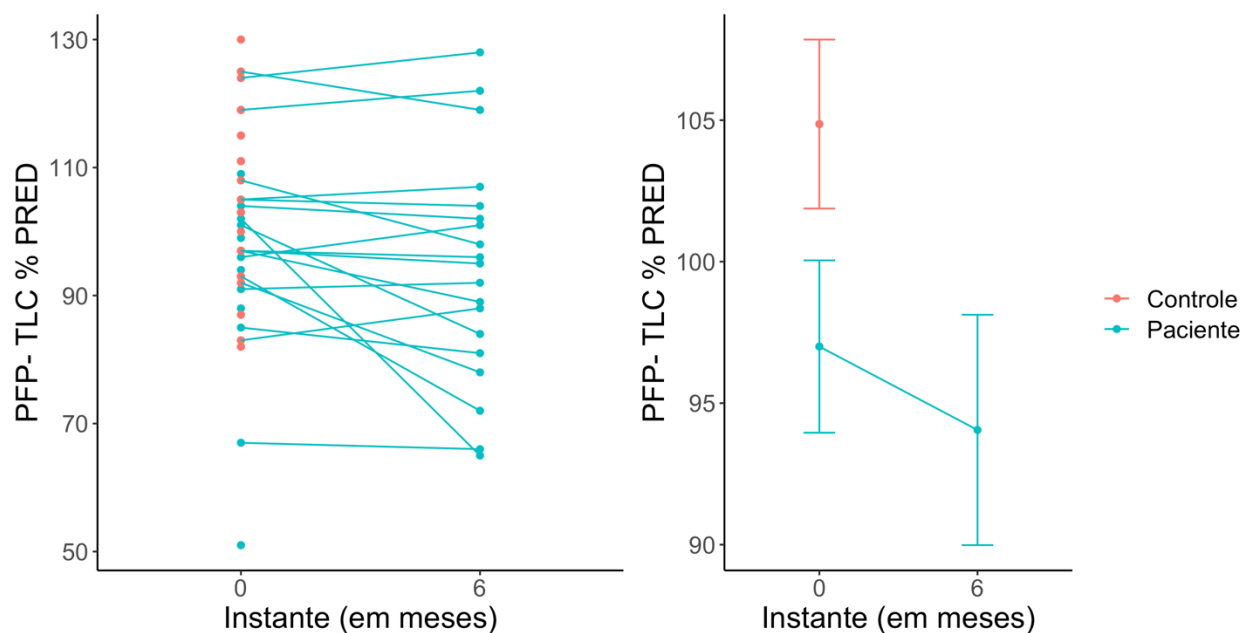 PFP- TLC % PRED
130
110
90
70
50
0
6
Instante (em meses)
PFP- TLC % PRED
105
100
95
90
0
6
Instante (em meses)
Controle
Paciente